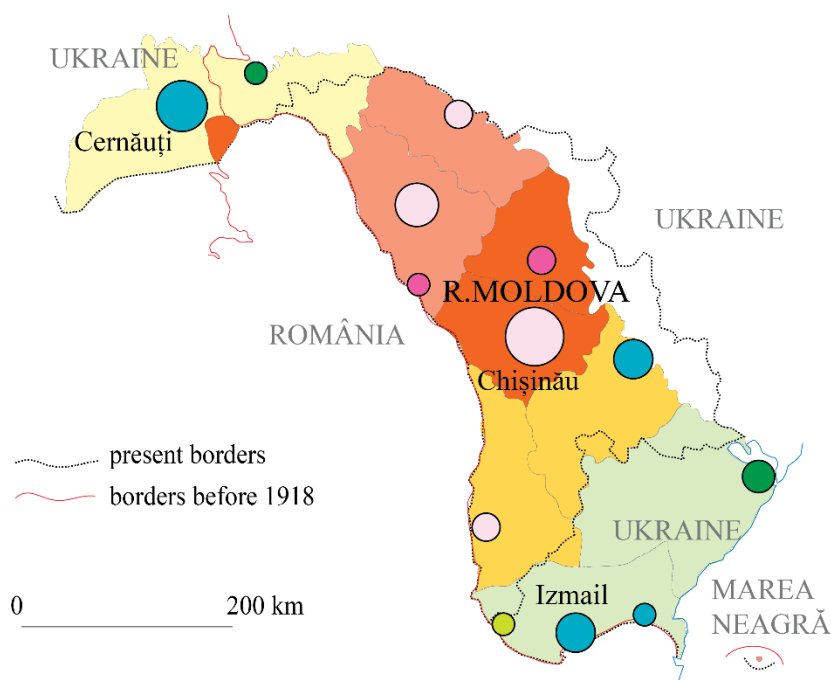 UKRAINE
Cernăuți
UKRAINE
R.MOLDOVA
ROMÂNIA
Chișinău
present borders
borders before 1918
UKRAINE
Izmail
0 200 km
MAREA
NEAGRĂ